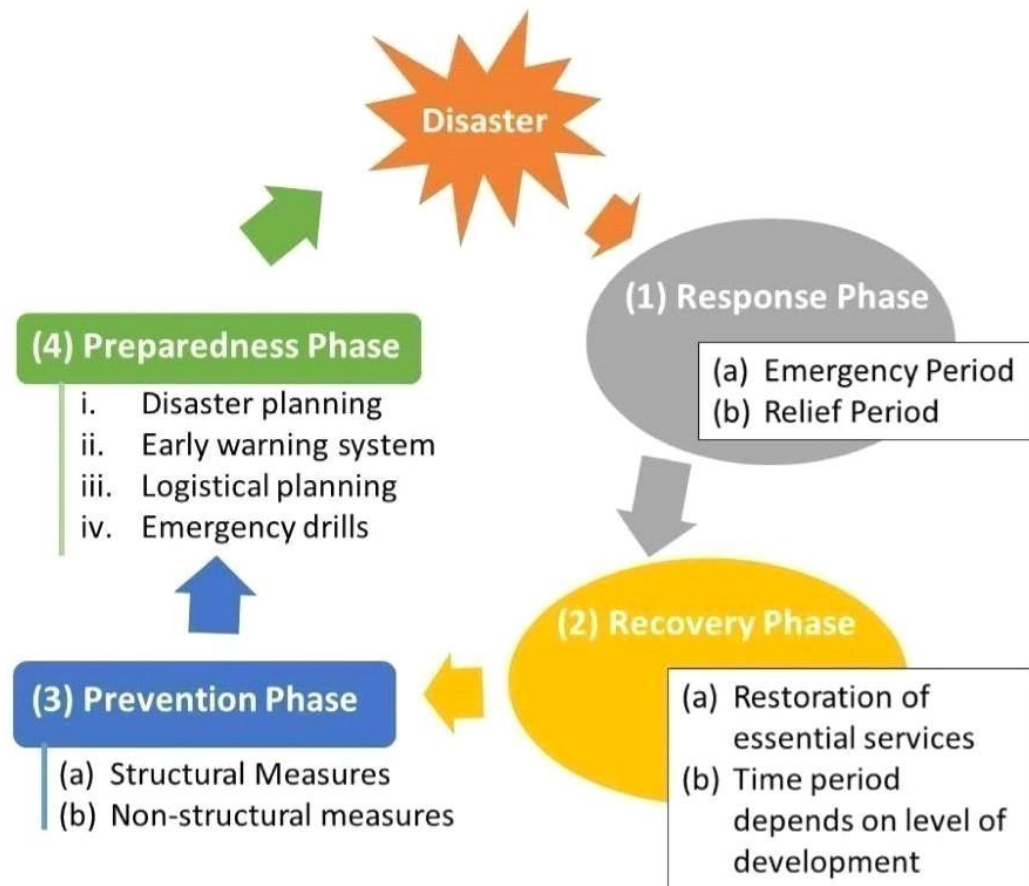 Disaster
(1) Response Phase
(a) Emergency Period
(b) Relief Period
(2) Recovery Phase
(a) Restoration of
essential services
(b) Time period
depends on level of
development
(3) Prevention Phase
(a) Structural Measures
(b) Non-structural measures
(4) Preparedness Phase
i. Disaster planning
ii. Early warning system
iii. Logistical planning
iv. Emergency drills